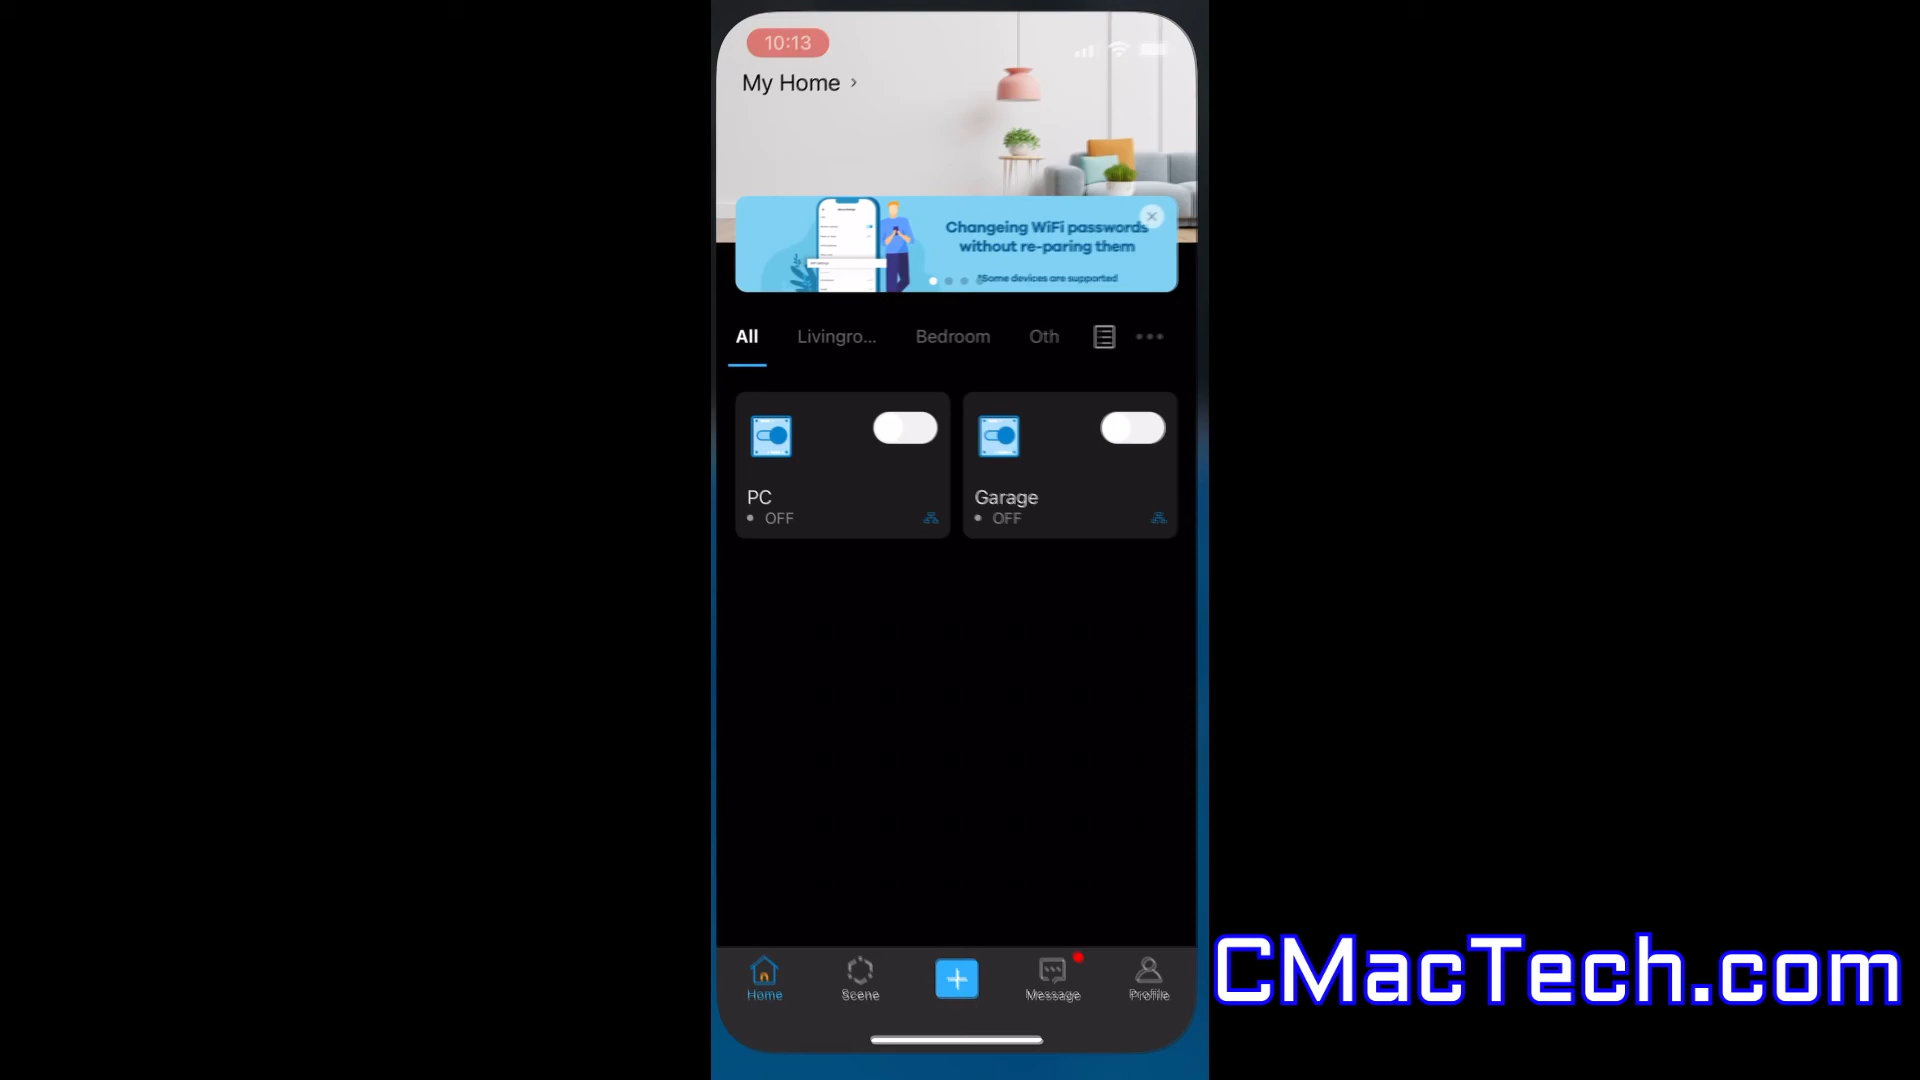 10:13
My Home
Changeing WiFi passwords
without re-paring them
*Some devices are supported
All Livingro... Bedroom Oth
PC
OFF
Garage
OFF
Home Scene Message Profile
CMacTech.com